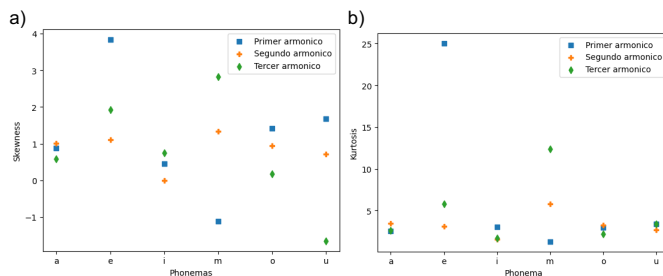 a)
4
3
2
1
0
−1
Skewness
Primer armonico
Segundo armonico
Tercer armonico
a e i m o u
Phonemas
b)
25
20
15
10
5
Kurtosis
Primer armonico
Segundo armonico
Tercer armonico
a e i m o u
Phonema